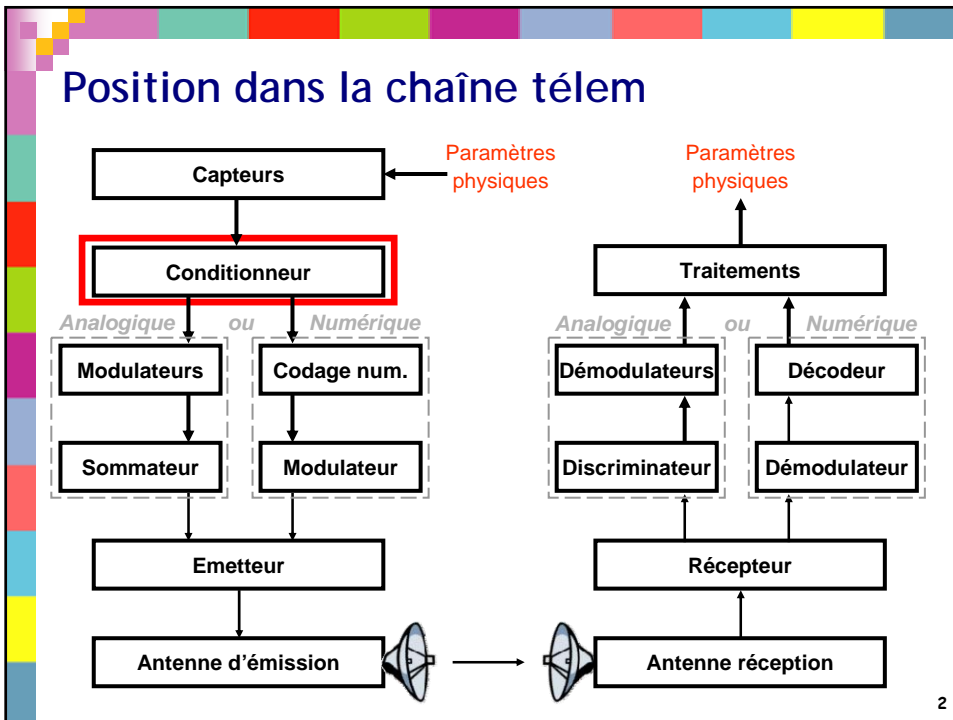 Position dans la chaîne télem
Paramètres
physiques
Paramètres
physiques
Capteurs
Conditionneur
Traitements
Analogique ou Numérique
Analogique ou Numérique
Modulateurs
Codage num.
Démodulateurs
Décodeur
Sommateur
Modulateur
Discriminateur
Démodulateur
Emetteur
Récepteur
Antenne d'émission
Antenne réception
2